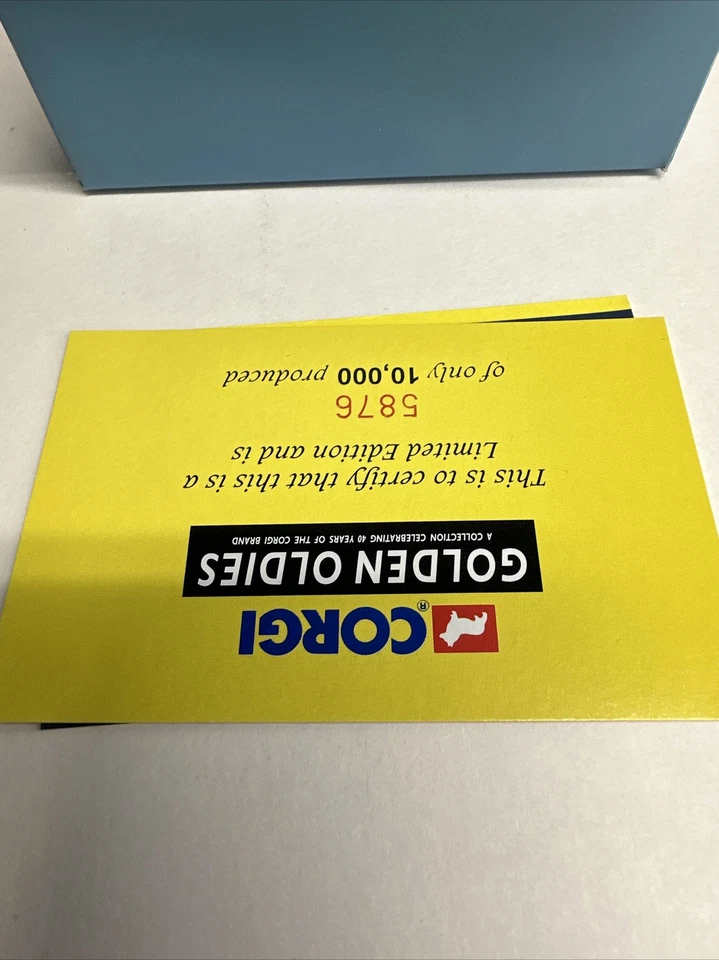 CORGI®
GOLDEN OLDIES
A COLLECTION CELEBRATING 40 YEARS OF THE CORGI BRAND
This is to certify that this is a
Limited Edition and is
5876
of only 10,000 produced